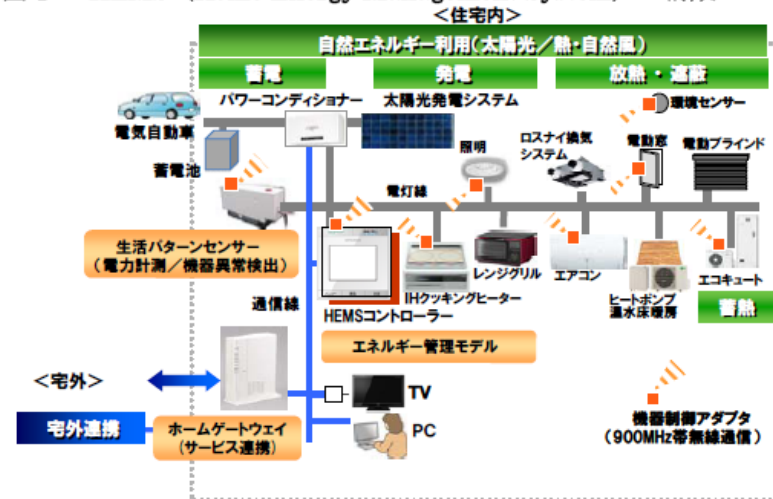 ＜住宅内＞
自然エネルギー利用(太陽光／熱・自然風)
蓄電
発電
放熱・遮蔽
パワーコンディショナー
太陽光発電システム
環境センサー
電気自動車
蓄電池
照明
ロスナイ換気
システム
電動窓
電動ブラインド
電灯線
生活パターンセンサー
(電力計測／機器異常検出)
通信線
HEMSコントローラー
IHクッキングヒーター
レンジグリル
エアコン
ヒートポンプ
温水床暖房
エコキュート
蓄熱
エネルギー管理モデル
＜宅外＞
宅外連携
ホームゲートウェイ
(サービス連携)
TV
PC
機器制御アダプタ
(900MHz帯無線通信)